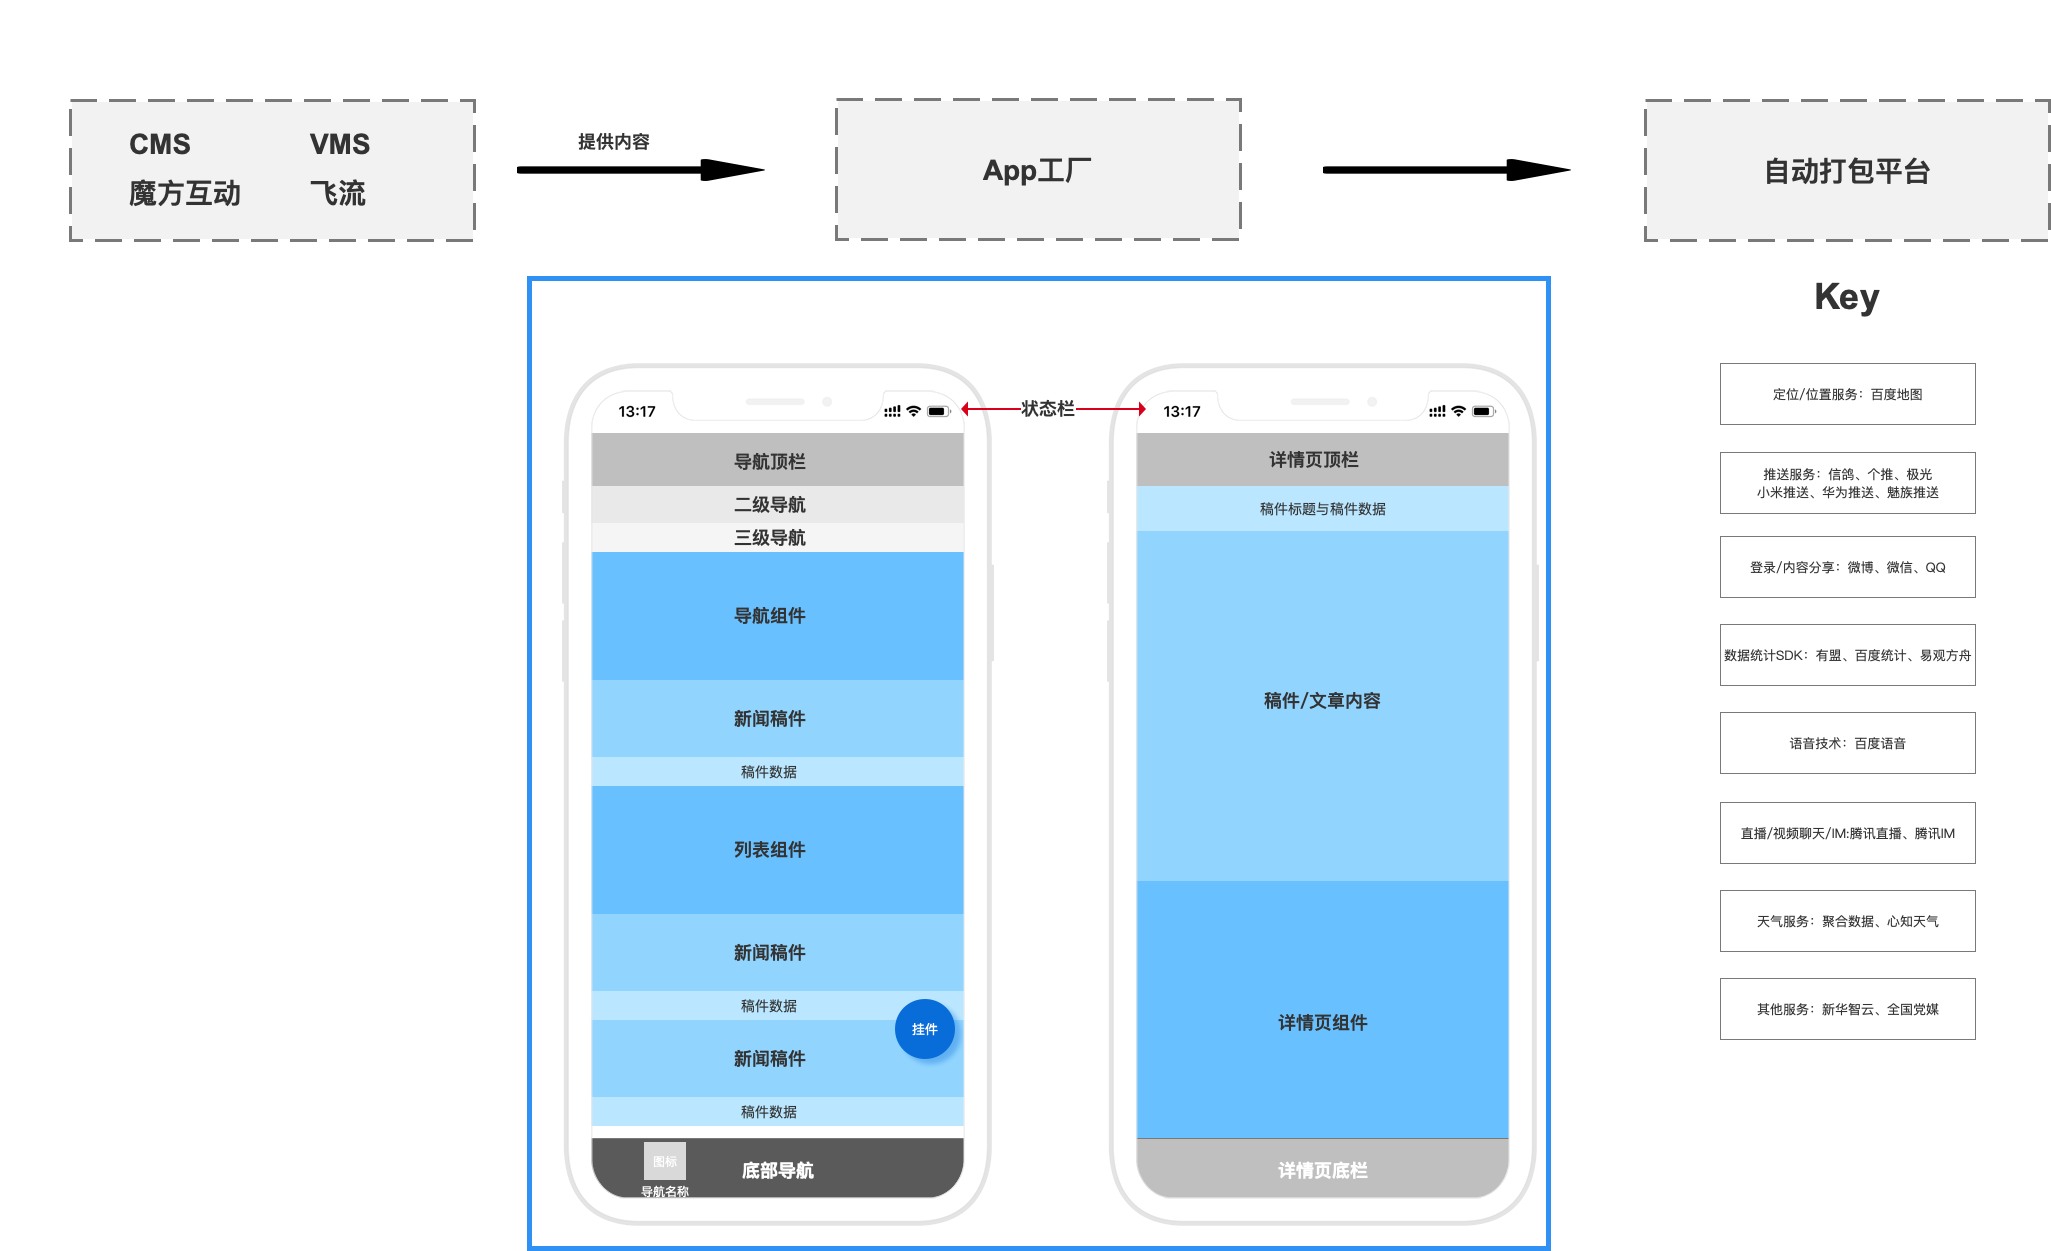 CMS
VMS
魔方互动
飞流
提供内容
App工厂
自动打包平台
Key
13:17
状态栏
13:17
导航顶栏
二级导航
三级导航
导航组件
新闻稿件
稿件数据
列表组件
新闻稿件
稿件数据
挂件
新闻稿件
稿件数据
图标
导航名称
底部导航
详情页顶栏
稿件标题与稿件数据
稿件/文章内容
详情页组件
详情页底栏
定位/位置服务：百度地图
推送服务：信鸽、个推、极光
小米推送、华为推送、魅族推送
登录/内容分享：微博、微信、QQ
数据统计SDK：有盟、百度统计、易观方舟
语音技术：百度语音
直播/视频聊天/IM:腾讯直播、腾讯IM
天气服务：聚合数据、心知天气
其他服务：新华智云、全国党媒